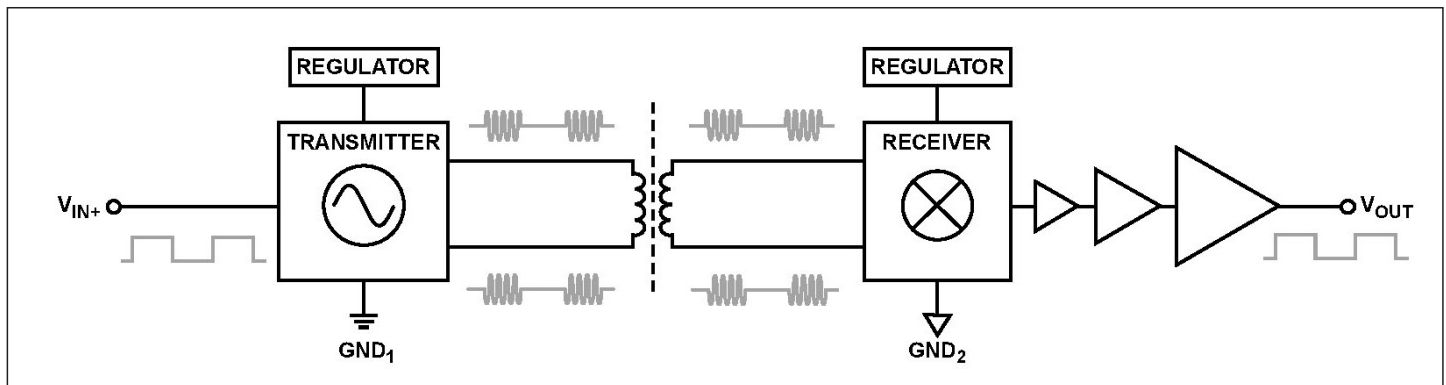 REGULATOR
REGULATOR
TRANSMITTER
RECEIVER
VIN+
VOUT
GND1
GND2